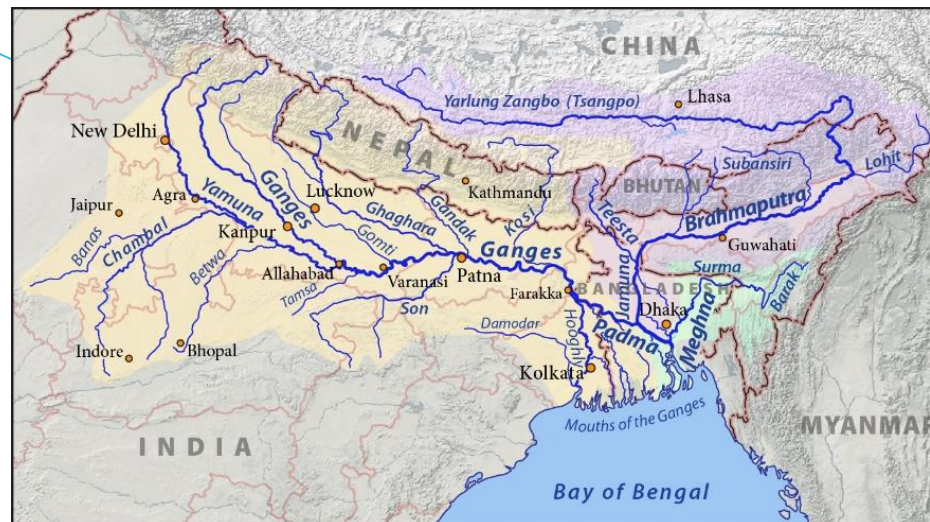 CHINA
Yarlung Zangbo (Tsangpo)
Lhasa
New Delhi
NEPAL
Subansiri
Lohit
BHUTAN
Kathmandu
Lucknow
Agra
Yamuna
Ganges
Jaipur
Ghaghara
Gandak
Kosi
Teesta
Brahmaputra
Banas
Chambal
Kanpur
Gomti
Ganges
Guwahati
Betwa
Allahabad
Varanasi
Patna
Surma
Barak
Tamsa
Son
Farakka
BANGLADESH
Jamuna
Dhaka
Meghna
Padma
Hooghly
Damodar
Indore
Bhopal
Kolkata
Mouths of the Ganges
INDIA
MYANMAR
Bay of Bengal